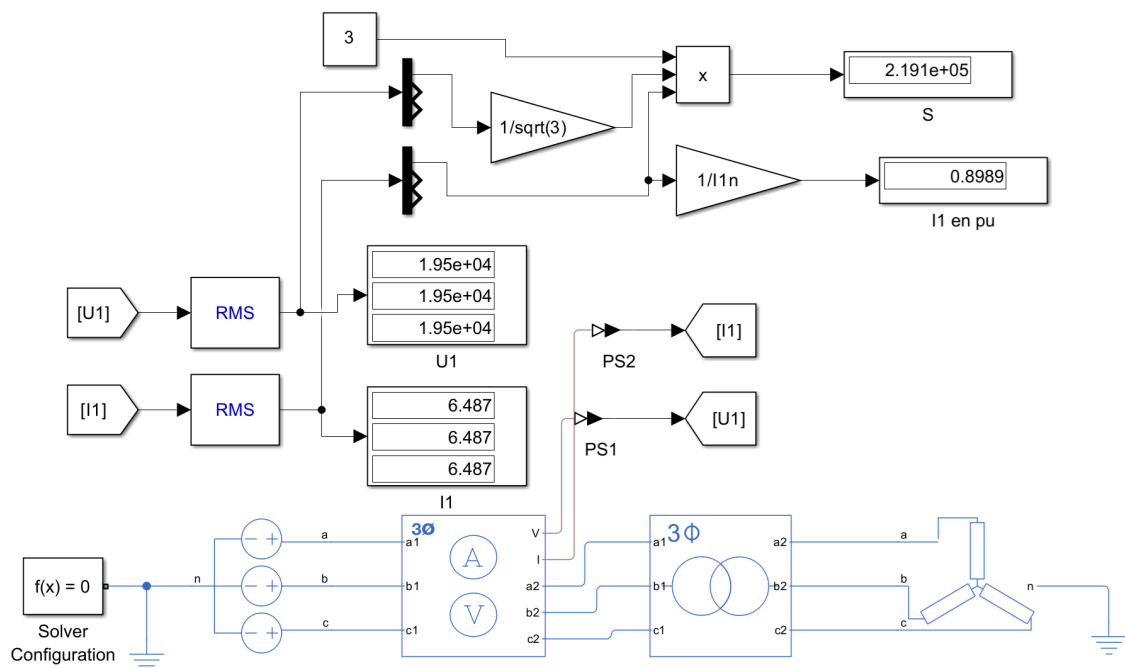 3
x
2.191e+05
S
1/sqrt(3)
1/I1n
0.8989
I1 en pu
[U1]
RMS
1.95e+04
1.95e+04
1.95e+04
U1
[I1]
RMS
6.487
6.487
6.487
I1
PS2
[I1]
PS1
[U1]
f(x) = 0
Solver
Configuration
n
a
b
c
3Ø
A
V
a1
b1
c1
V
I
a2
b2
c2
3Φ
a1
b1
c1
a2
b2
c2
a
b
c
n